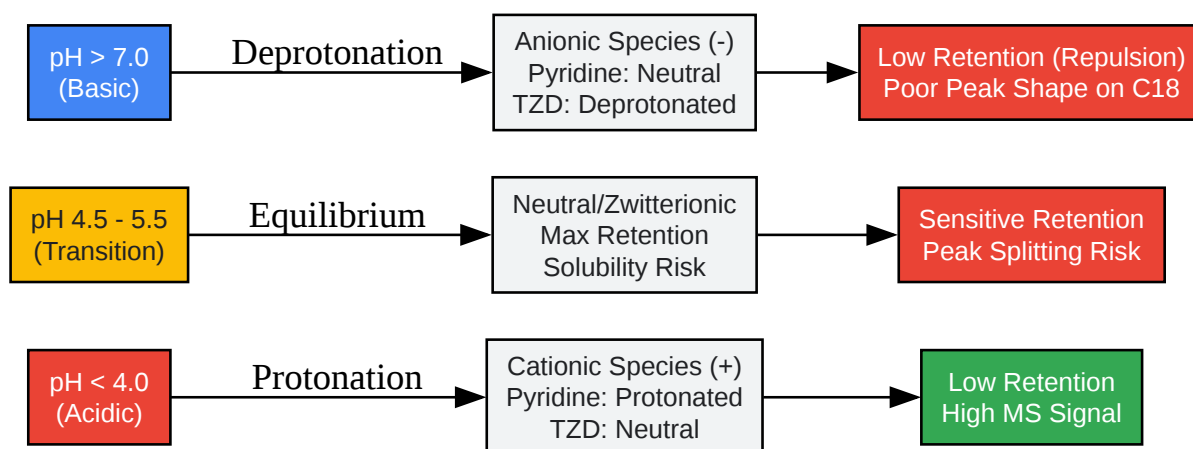 pH > 7.0
(Basic)
Deprotonation
Anionic Species (-)
Pyridine: Neutral
TZD: Deprotonated
Low Retention (Repulsion)
Poor Peak Shape on C18
pH 4.5 - 5.5
(Transition)
Equilibrium
Neutral/Zwitterionic
Max Retention
Solubility Risk
Sensitive Retention
Peak Splitting Risk
pH < 4.0
(Acidic)
Protonation
Cationic Species (+)
Pyridine: Protonated
TZD: Neutral
Low Retention
High MS Signal